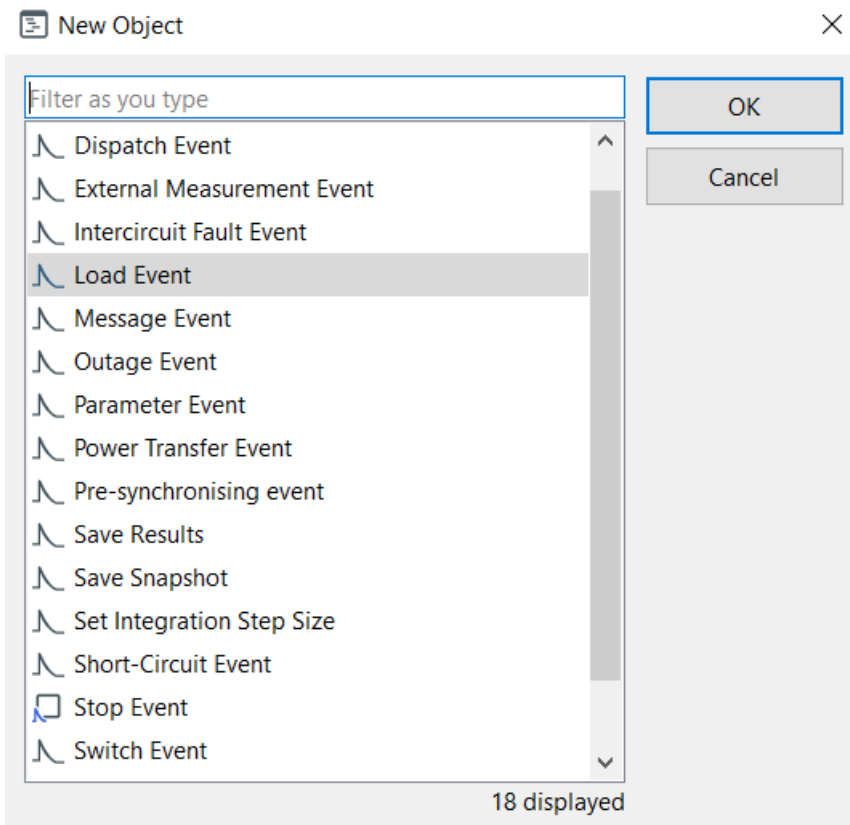 New Object
Filter as you type
OK
Dispatch Event
Cancel
External Measurement Event
Intercircuit Fault Event
Load Event
Message Event
Outage Event
Parameter Event
Power Transfer Event
Pre-synchronising event
Save Results
Save Snapshot
Set Integration Step Size
Short-Circuit Event
Stop Event
Switch Event
18 displayed